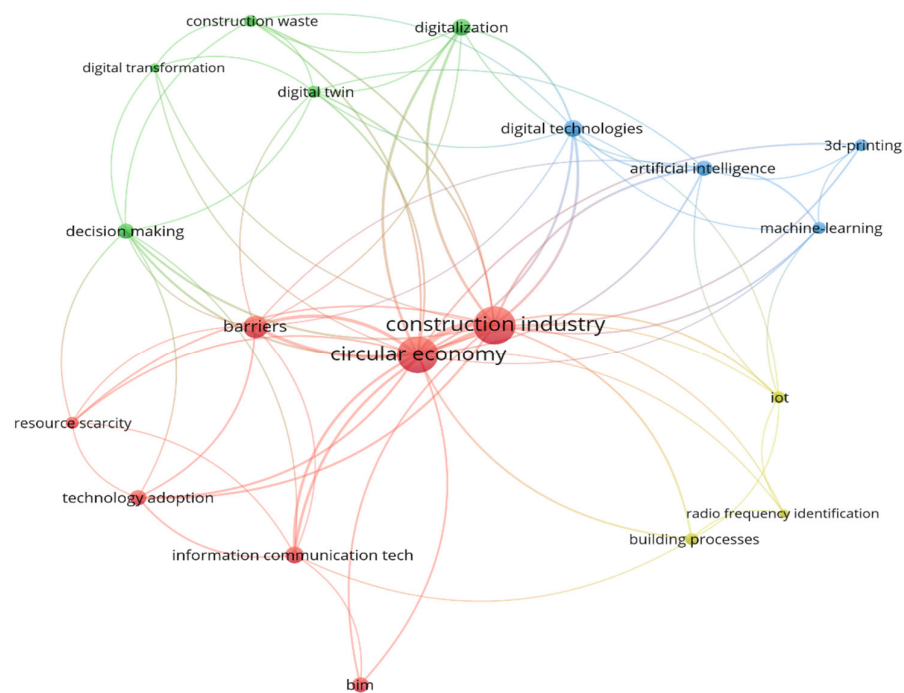 construction waste
digitalization
digital transformation
digital twin
digital technologies
3d-printing
artificial intelligence
decision making
machine-learning
barriers
construction industry
circular economy
iot
resource scarcity
technology adoption
radio frequency identification
building processes
information communication tech
bim